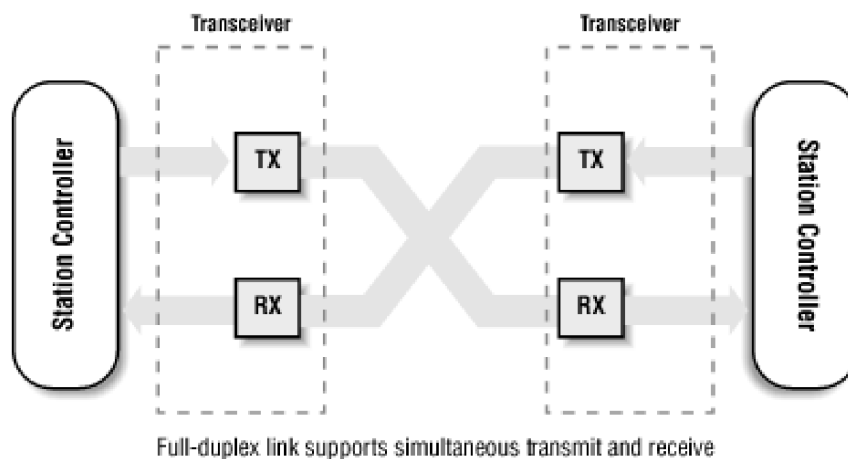 Transceiver
Transceiver
Station Controller
TX
TX
Station Controller
RX
RX
Full-duplex link supports simultaneous transmit and receive